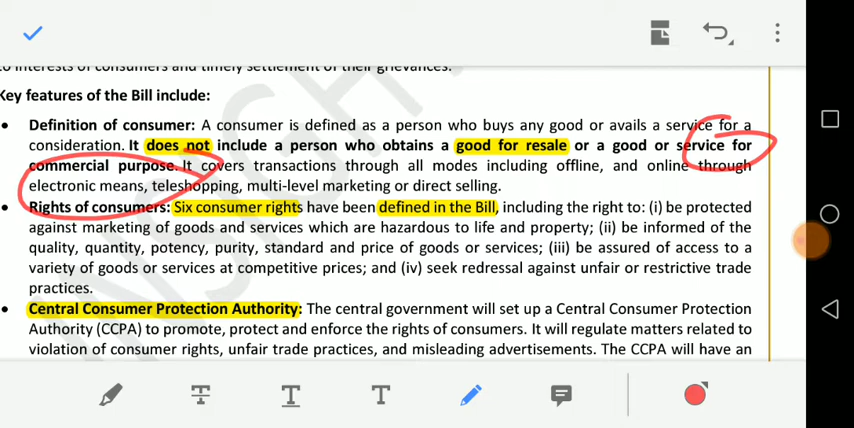 to interests of consumers and timely settlement of their grievances.
Key features of the Bill include:
• Definition of consumer: A consumer is defined as a person who buys any good or avails a service for a
consideration. It does not include a person who obtains a good for resale or a good or service for
commercial purpose. It covers transactions through all modes including offline, and online through
electronic means, teleshopping, multi-level marketing or direct selling.
• Rights of consumers: Six consumer rights have been defined in the Bill, including the right to: (i) be protected
against marketing of goods and services which are hazardous to life and property; (ii) be informed of the
quality, quantity, potency, purity, standard and price of goods or services; (iii) be assured of access to a
variety of goods or services at competitive prices; and (iv) seek redressal against unfair or restrictive trade
practices.
• Central Consumer Protection Authority: The central government will set up a Central Consumer Protection
Authority (CCPA) to promote, protect and enforce the rights of consumers. It will regulate matters related to
violation of consumer rights, unfair trade practices, and misleading advertisements. The CCPA will have an